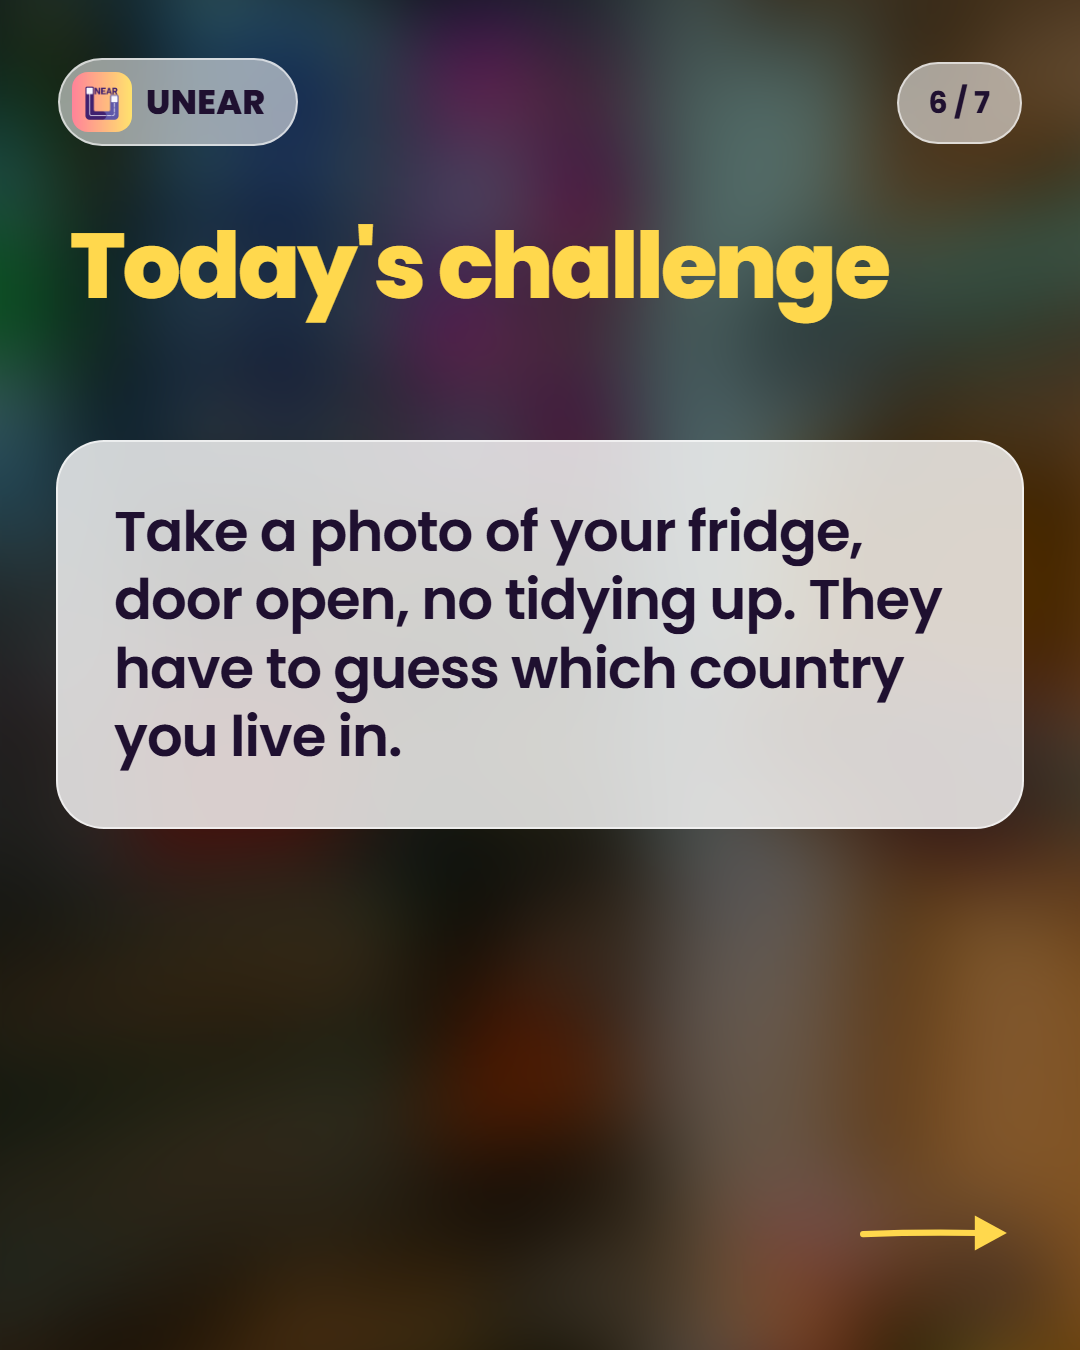 UNEAR
UNEAR
6 / 7
Today's challenge
Take a photo of your fridge,
door open, no tidying up. They
have to guess which country
you live in.